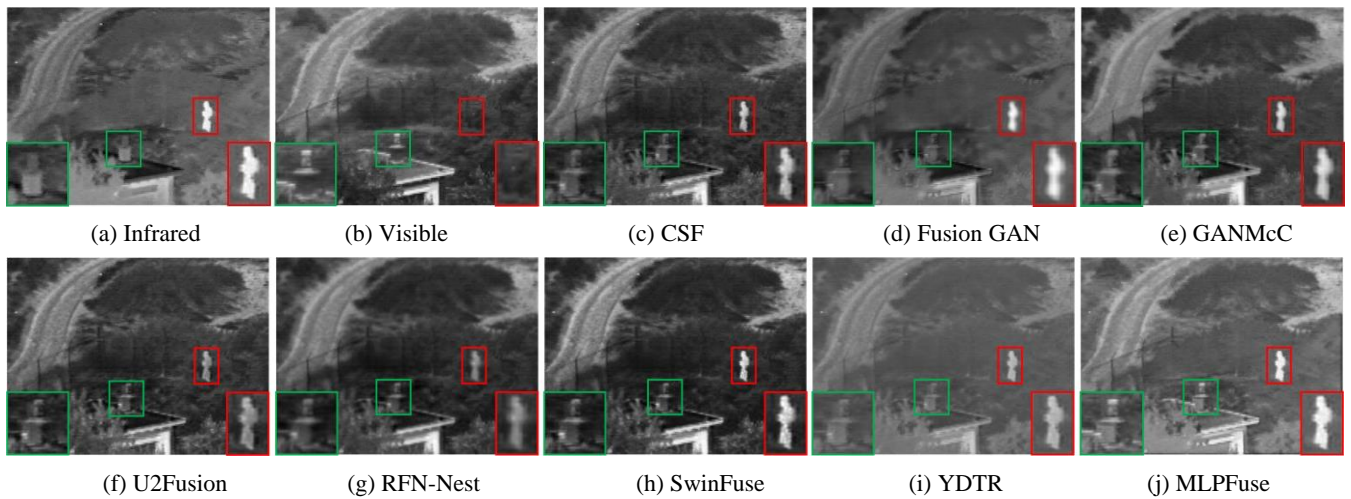 (a) Infrared
(b) Visible
(c) CSF
(d) Fusion GAN
(e) GANMcC
(f) U2Fusion
(g) RFN-Nest
(h) SwinFuse
(i) YDTR
(j) MLPFuse